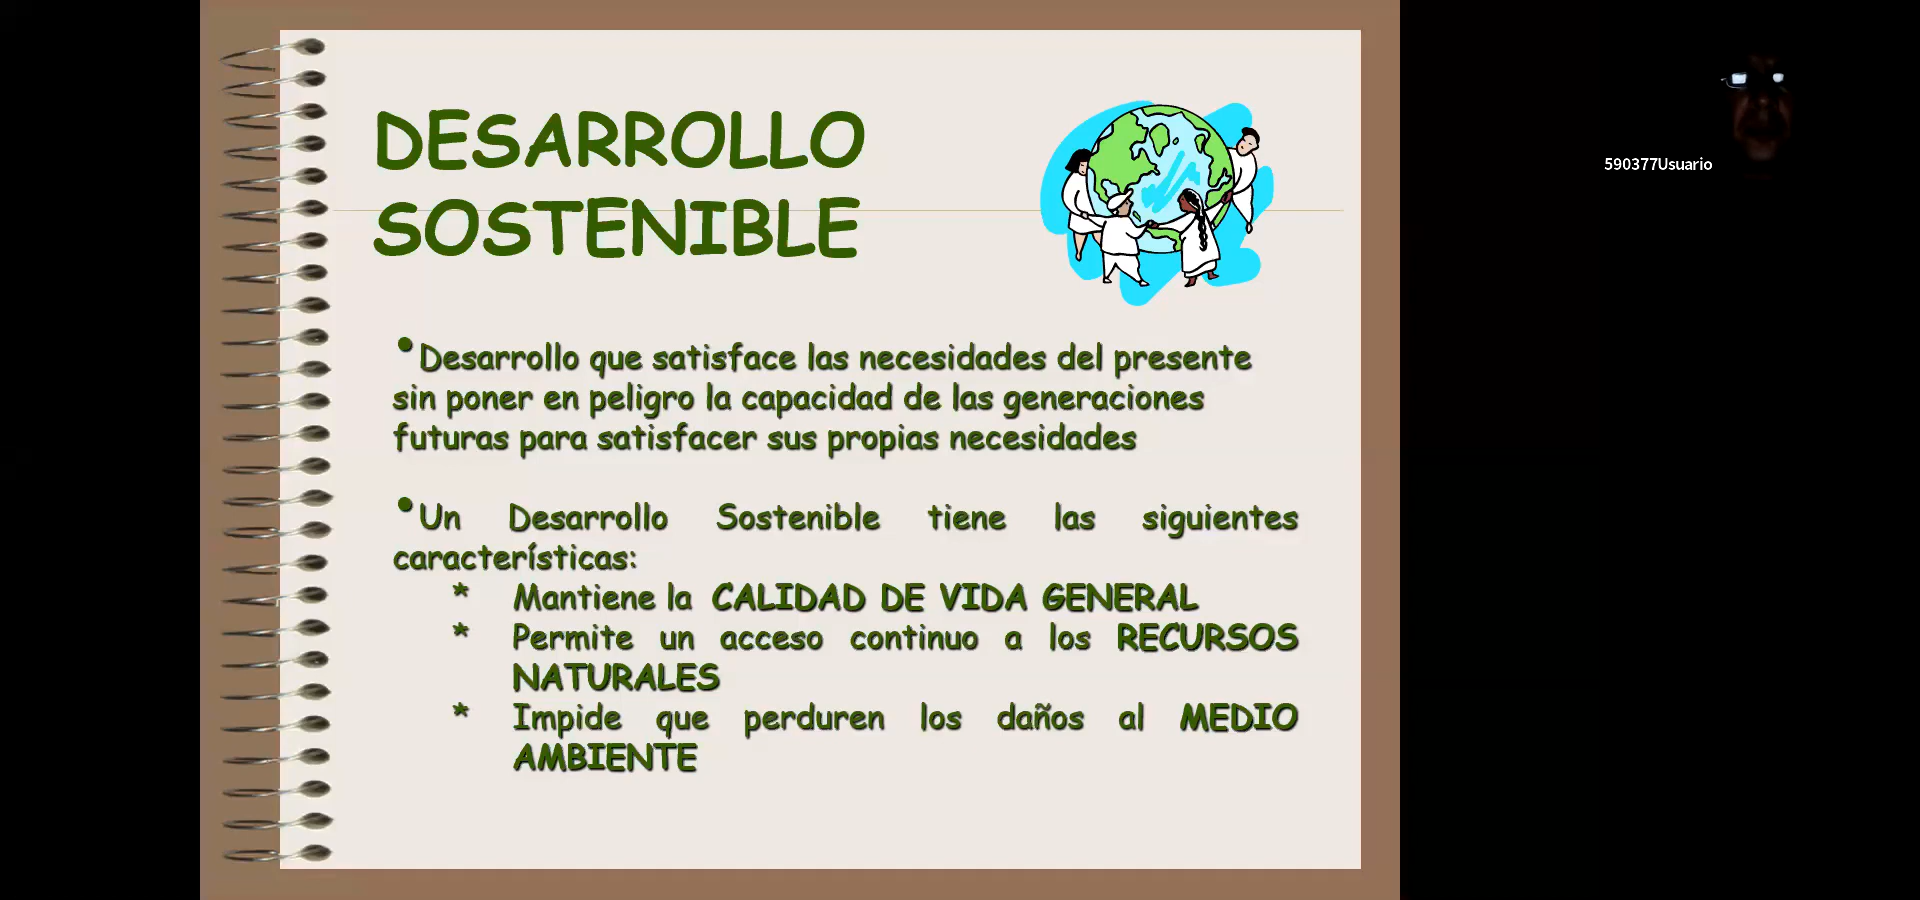 DESARROLLO
SOSTENIBLE
•Desarrollo que satisface las necesidades del presente
sin poner en peligro la capacidad de las generaciones
futuras para satisfacer sus propias necesidades
•Un Desarrollo Sostenible tiene las siguientes
características:
* Mantiene la CALIDAD DE VIDA GENERAL
* Permite un acceso continuo a los RECURSOS
NATURALES
* Impide que perduren los daños al MEDIO
AMBIENTE
590377Usuario